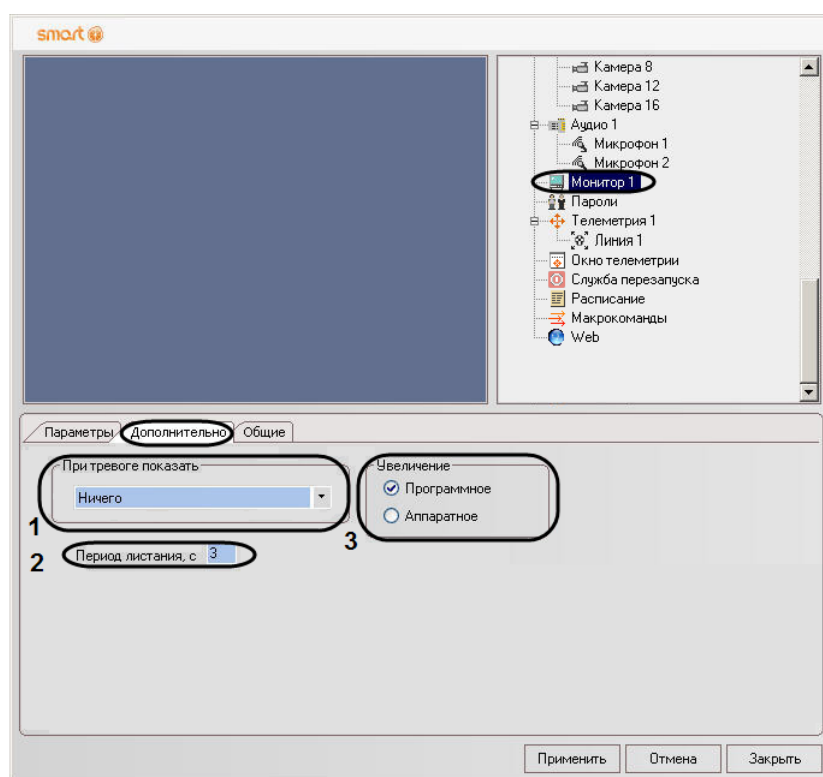 smart
Камера 8
Камера 12
Камера 16
Аудио 1
Микрофон 1
Микрофон 2
Монитор 1
Пароли
Телеметрия 1
Линия 1
Окно телеметрии
Служба перезапуска
Расписание
Макрокоманды
Web
Параметры Дополнительно Общие
При тревоге показать
Ничего
1
Период листания, с 3
2
Увеличение
Программное
Аппаратное
3
Применить Отмена Закрыть